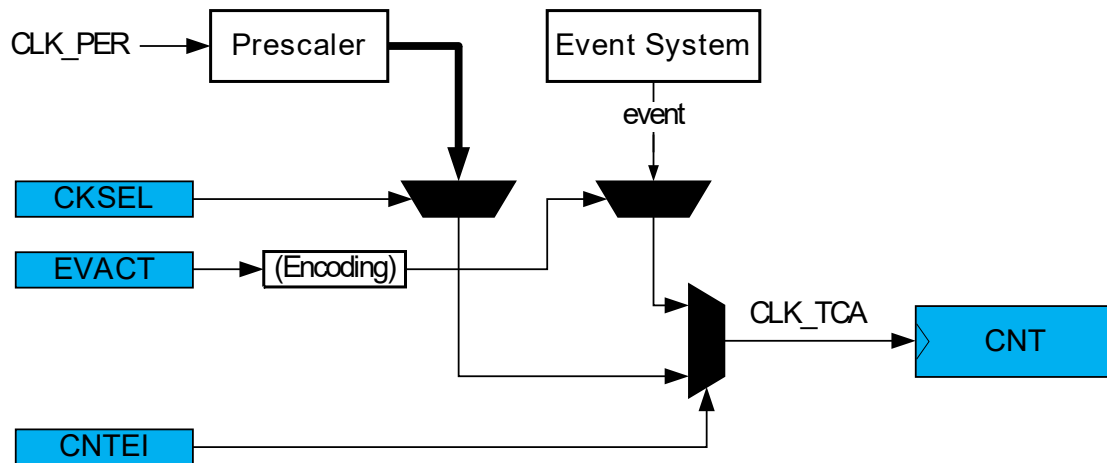 CLK_PER
Prescaler
Event System
event
CKSEL
EVACT
(Encoding)
CLK_TCA
CNT
CNTEI